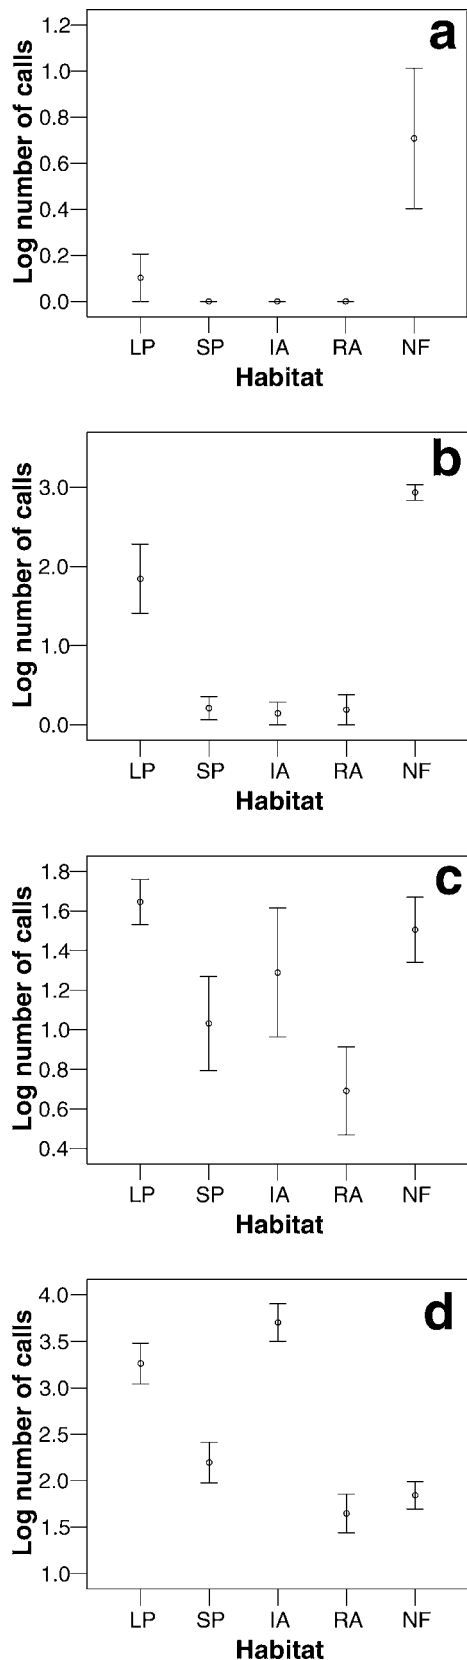 a
Log number of calls
1.2
1.0
0.8
0.6
0.4
0.2
0.0
LP SP IA RA NF
Habitat
b
Log number of calls
3.0
2.0
1.0
0.0
LP SP IA RA NF
Habitat
c
Log number of calls
1.8
1.6
1.4
1.2
1.0
0.8
0.6
0.4
LP SP IA RA NF
Habitat
d
Log number of calls
4.0
3.5
3.0
2.5
2.0
1.5
1.0
LP SP IA RA NF
Habitat